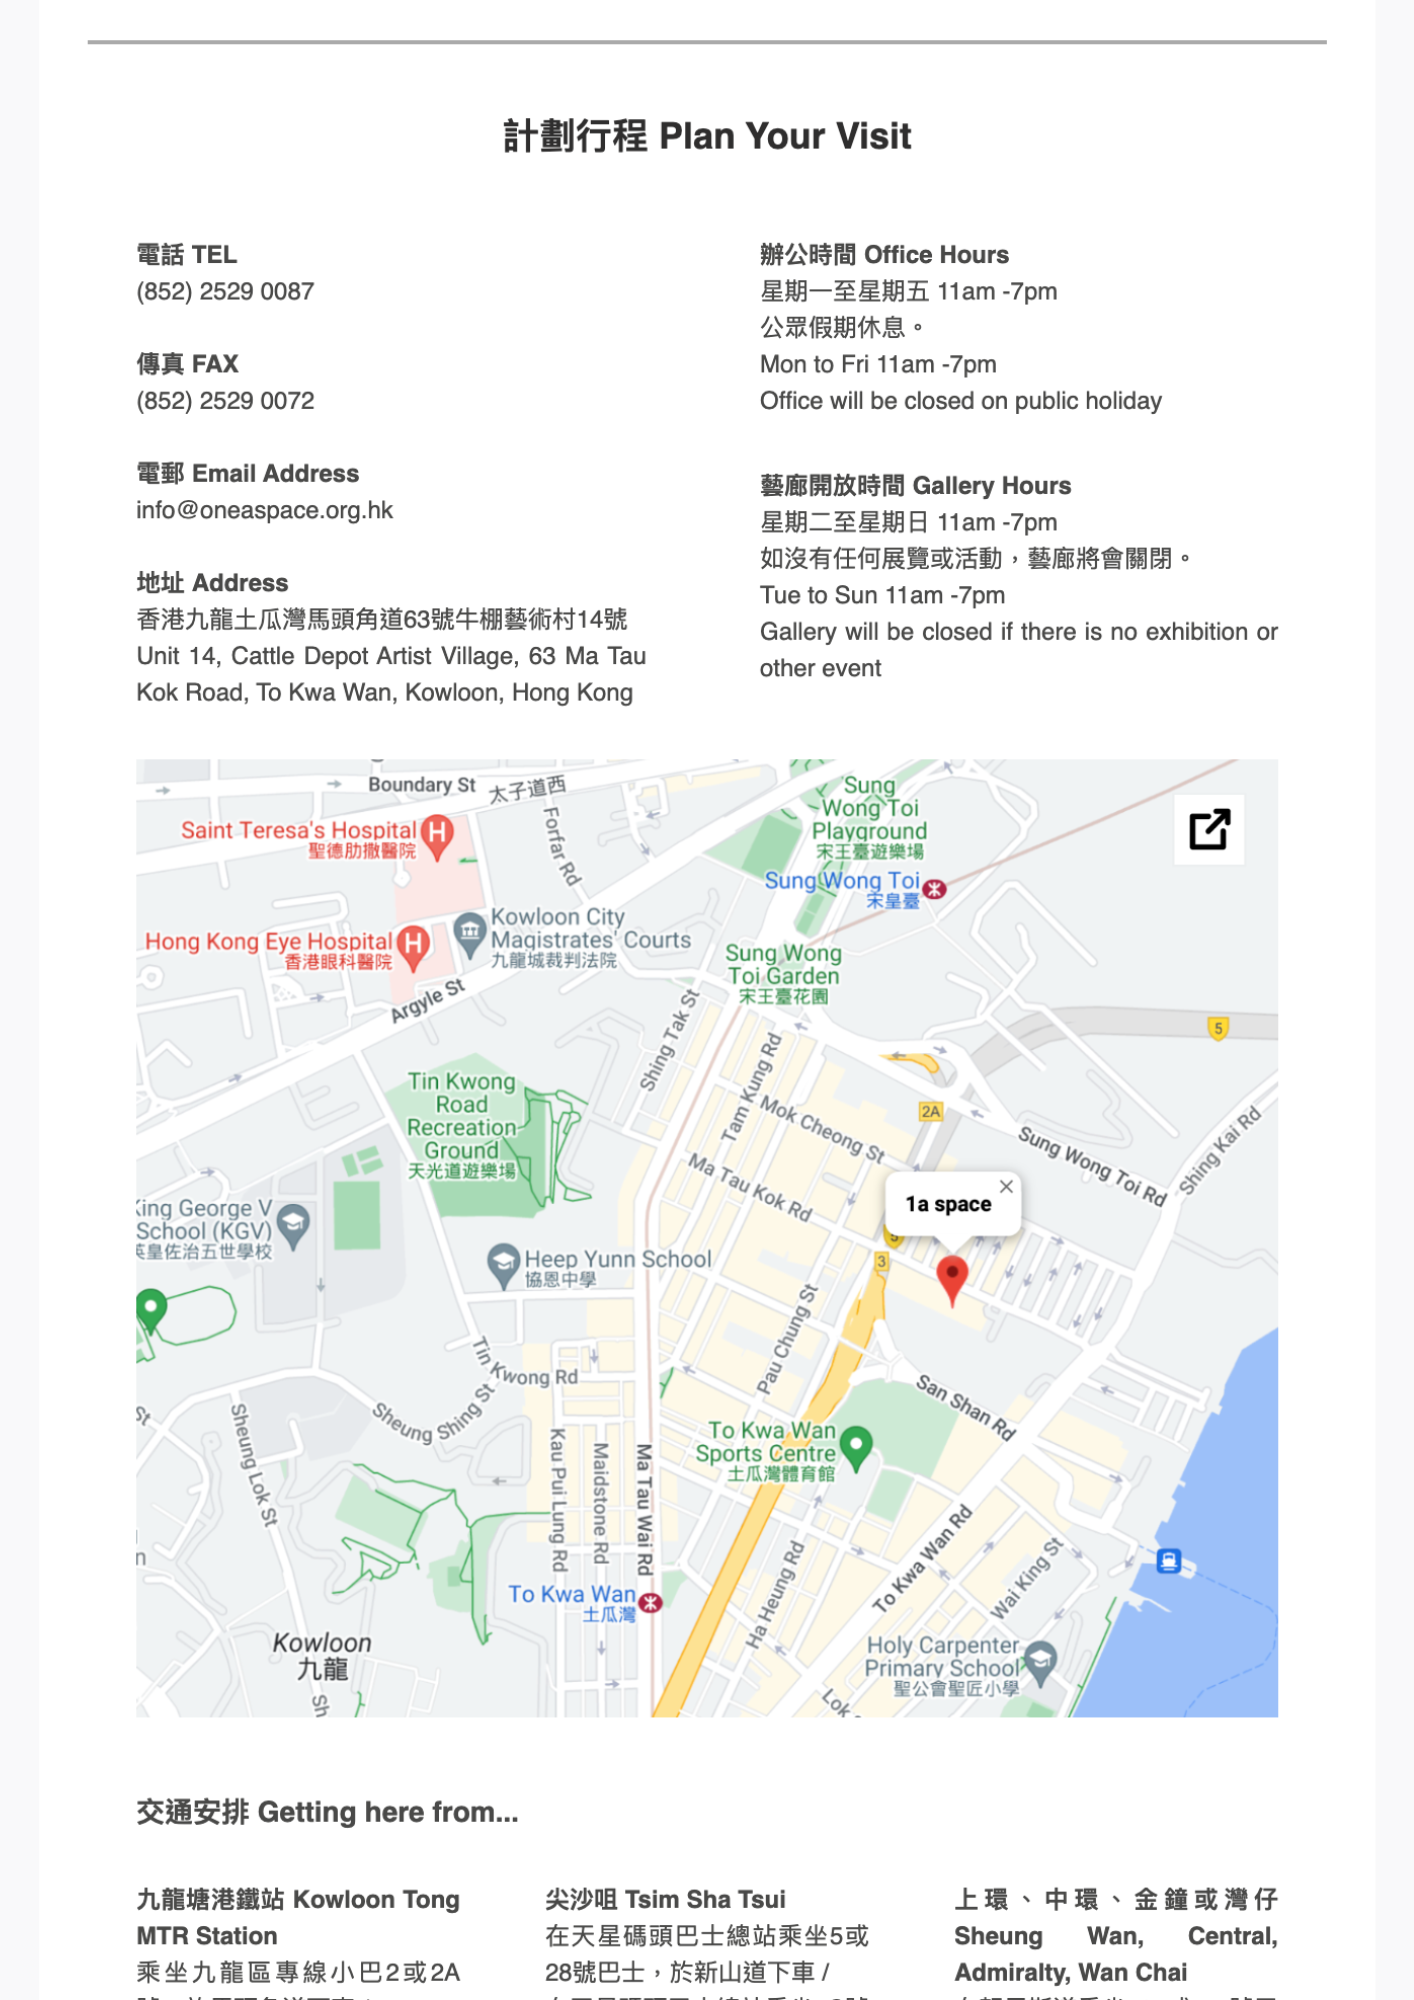 計劃行程 Plan Your Visit
電話 TEL
(852) 2529 0087
傳真 FAX
(852) 2529 0072
電郵 Email Address
info@oneaspace.org.hk
地址 Address
香港九龍土瓜灣馬頭角道63號牛棚藝術村14號
Unit 14, Cattle Depot Artist Village, 63 Ma Tau
Kok Road, To Kwa Wan, Kowloon, Hong Kong
辦公時間 Office Hours
星期一至星期五 11am -7pm
公眾假期休息。
Mon to Fri 11am -7pm
Office will be closed on public holiday
藝廊開放時間 Gallery Hours
星期二至星期日 11am -7pm
如沒有任何展覽或活動，藝廊將會關閉。
Tue to Sun 11am -7pm
Gallery will be closed if there is no exhibition or
other event
Boundary St
太子道西
Forfar Rd
Saint Teresa's Hospital
聖德肋撒醫院
H
Sung
Wong Toi
Playground
宋王臺遊樂場
Sung Wong Toi
宋皇臺
Kowloon City
Magistrates' Courts
九龍城裁判法院
Hong Kong Eye Hospital
香港眼科醫院
H
Sung Wong
Toi Garden
宋王臺花園
Argyle St
Shing Tak St
5
Tam Kung Rd
Tin Kwong
Road
Recreation
Ground
天光道遊樂場
Mok Cheong St
2A
Sung Wong Toi Rd
Shing Kai Rd
Ma Tau Kok Rd
1a space
King George V
School (KGV)
英皇佐治五世學校
5
3
Heep Yunn School
協恩中學
Pau Chung St
Tin Kwong Rd
Sheung Shing St
San Shan Rd
St
Sheung Lok St
To Kwa Wan
Sports Centre
土瓜灣體育館
Kau Pui Lung Rd
Maidstone Rd
Ma Tau Wai Rd
To Kwa Wan Rd
Wai King St
Ha Heung Rd
n
To Kwa Wan
土瓜灣
Kowloon
九龍
Sh
Holy Carpenter
Primary School
聖公會聖匠小學
Lok
交通安排 Getting here from...
九龍塘港鐵站 Kowloon Tong
MTR Station
乘坐九龍區專線小巴2或2A
尖沙咀 Tsim Sha Tsui
在天星碼頭巴士總站乘坐5或
28號巴士，於新山道下車 /
上環、中環、金鐘或灣仔
Sheung Wan, Central,
Admiralty, Wan Chai